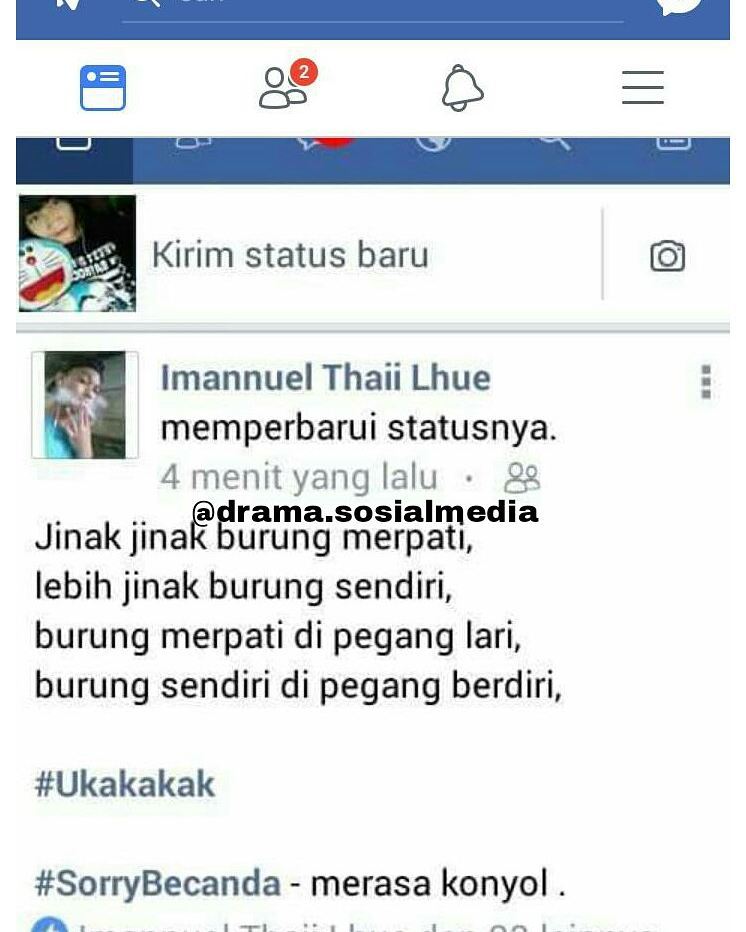 2
Kirim status baru
Imannuel Thaii Lhue
memperbarui statusnya.
4 menit yang lalu ·
@drama.sosialmedia
Jinak jinak burung merpati,
lebih jinak burung sendiri,
burung merpati di pegang lari,
burung sendiri di pegang berdiri,
#Ukakakak
#SorryBecanda - merasa konyol .